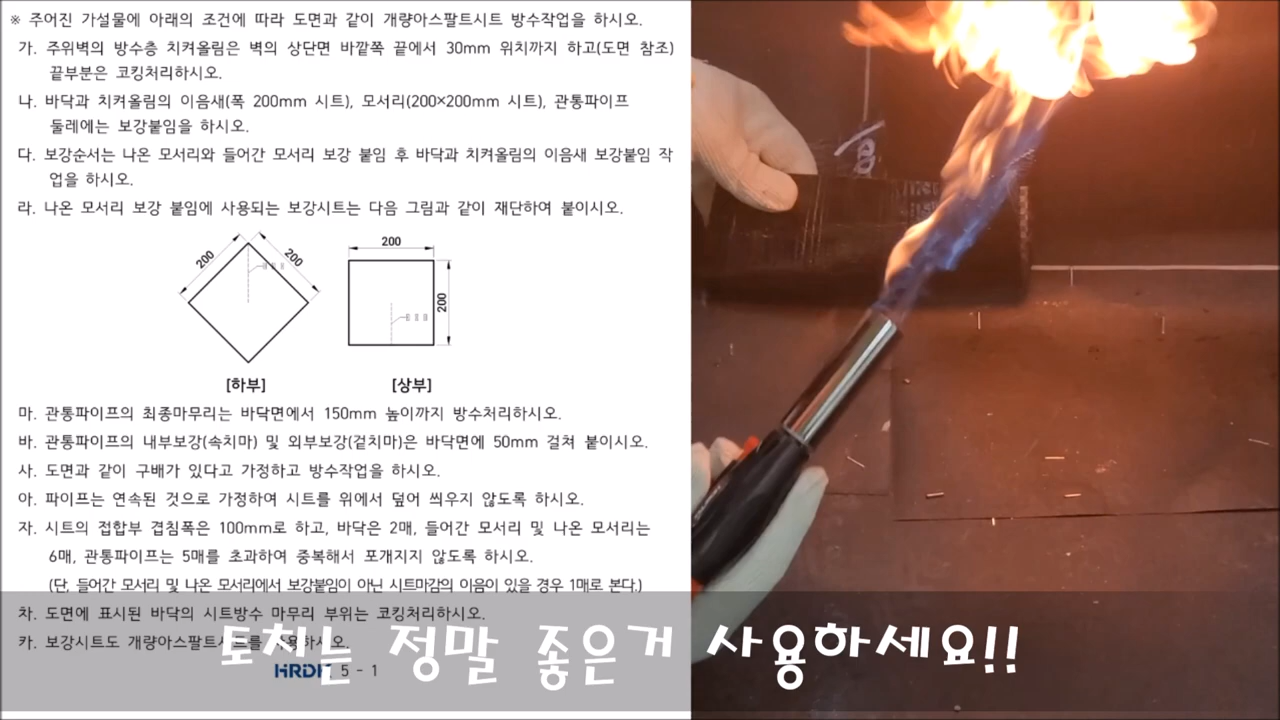 ※ 주어진 가설물에 아래의 조건에 따라 도면과 같이 개량아스팔트시트 방수작업을 하시오.
가. 주위벽의 방수층 치켜올림은 벽의 상단면 바깥쪽 끝에서 30mm 위치까지 하고(도면 참조)
끝부분은 코킹처리하시오.
나. 바닥과 치켜올림의 이음새(폭 200mm 시트), 모서리(200×200mm 시트), 관통파이프
둘레에는 보강붙임을 하시오.
다. 보강순서는 나온 모서리와 들어간 모서리 보강 붙임 후 바닥과 치켜올림의 이음새 보강붙임 작
업을 하시오.
라. 나온 모서리 보강 붙임에 사용되는 보강시트는 다음 그림과 같이 재단하여 붙이시오.
200 200 200
200
[하부] [상부]
마. 관통파이프의 최종마무리는 바닥면에서 150mm 높이까지 방수처리하시오.
바. 관통파이프의 내부보강(속치마) 및 외부보강(겉치마)은 바닥면에 50mm 걸쳐 붙이시오.
사. 도면과 같이 구배가 있다고 가정하고 방수작업을 하시오.
아. 파이프는 연속된 것으로 가정하여 시트를 위에서 덮어 씌우지 않도록 하시오.
자. 시트의 접합부 겹침폭은 100mm로 하고, 바닥은 2매, 들어간 모서리 및 나온 모서리는
6매, 관통파이프는 5매를 초과하여 중복해서 포개지지 않도록 하시오.
(단, 들어간 모서리 및 나온 모서리에서 보강붙임이 아닌 시트마감의 이음이 있을 경우 1매로 본다.)
차. 도면에 표시된 바닥의 시트방수 마무리 부위는 코킹처리하시오.
카. 보강시트도 개량아스팔트시트를 사용하시오.
토치는 정말 좋은거 사용하세요!!
HRDK 5 - 1